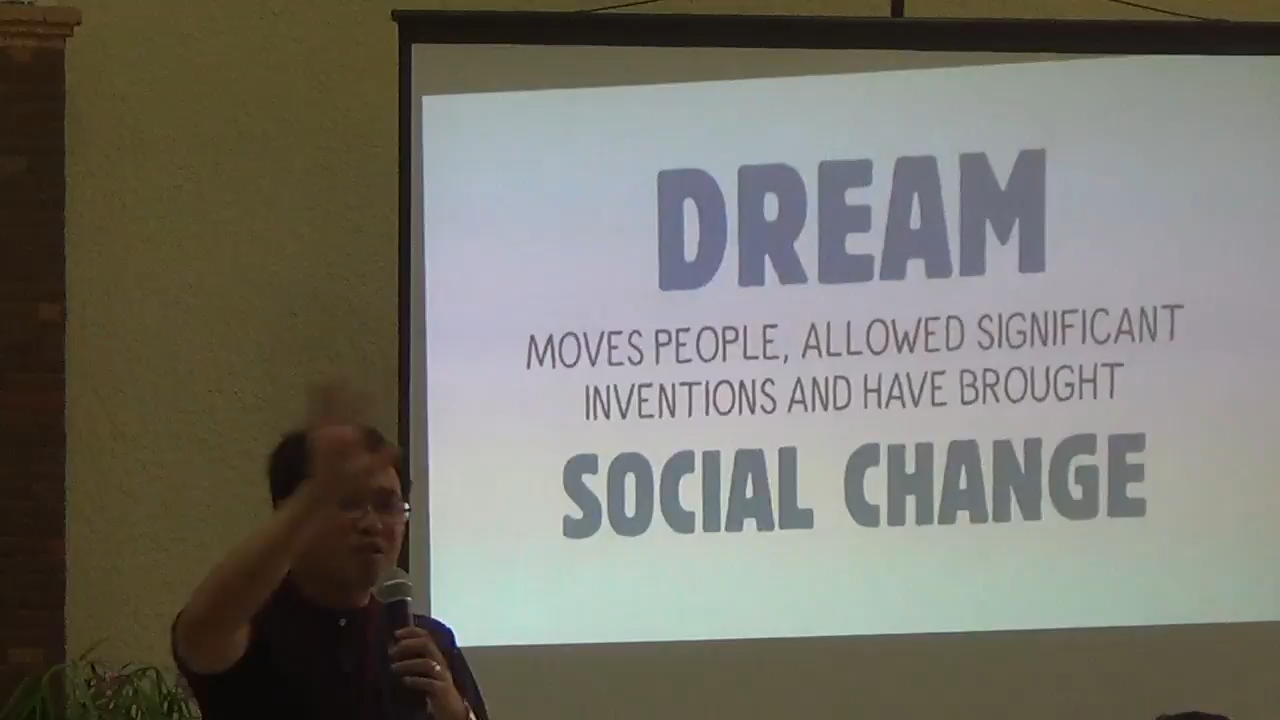 DREAM
MOVES PEOPLE, ALLOWED SIGNIFICANT
INVENTIONS AND HAVE BROUGHT
SOCIAL CHANGE